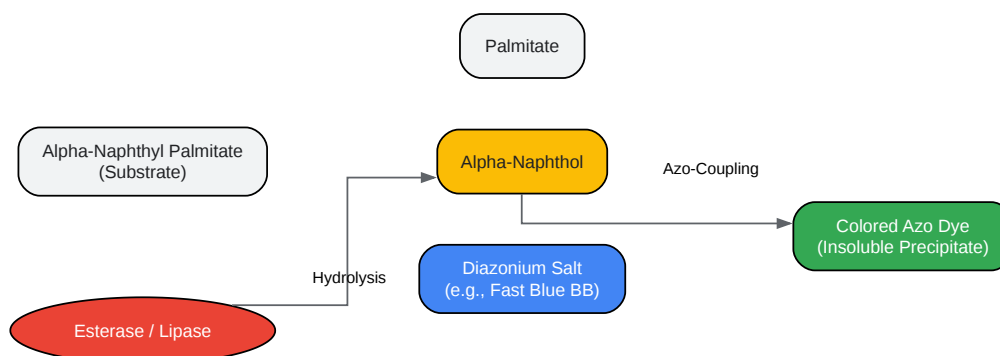 Palmitate
Alpha-Naphthyl Palmitate
(Substrate)
Alpha-Naphthol
Azo-Coupling
Colored Azo Dye
(Insoluble Precipitate)
Hydrolysis
Diazonium Salt
(e.g., Fast Blue BB)
Esterase / Lipase